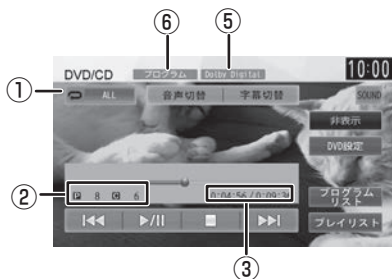 ⑥ ⑤
DVD/CD プログラム Dolby Digital 10:00
① ALL 音声切替 字幕切替 SOUND
非表示
DVD設定
② 8 6 0:04:56/0:09:
プログラムリスト
プレイリスト
③